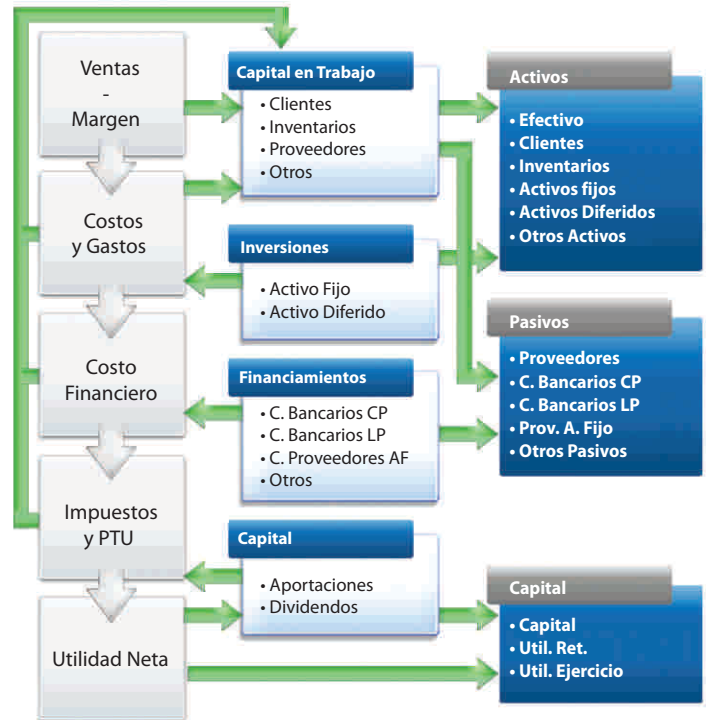 Ventas
-
Margen
Costos
y Gastos
Costo
Financiero
Impuestos
y PTU
Utilidad Neta
Capital en Trabajo
• Clientes
• Inventarios
• Proveedores
• Otros
Inversiones
• Activo Fijo
• Activo Diferido
Financiamientos
• C. Bancarios CP
• C. Bancarios LP
• C. Proveedores AF
• Otros
Capital
• Aportaciones
• Dividendos
Activos
• Efectivo
• Clientes
• Inventarios
• Activos fijos
• Activos Diferidos
• Otros Activos
Pasivos
• Proveedores
• C. Bancarios CP
• C. Bancarios LP
• Prov. A. Fijo
• Otros Pasivos
Capital
• Capital
• Util. Ret.
• Util. Ejercicio